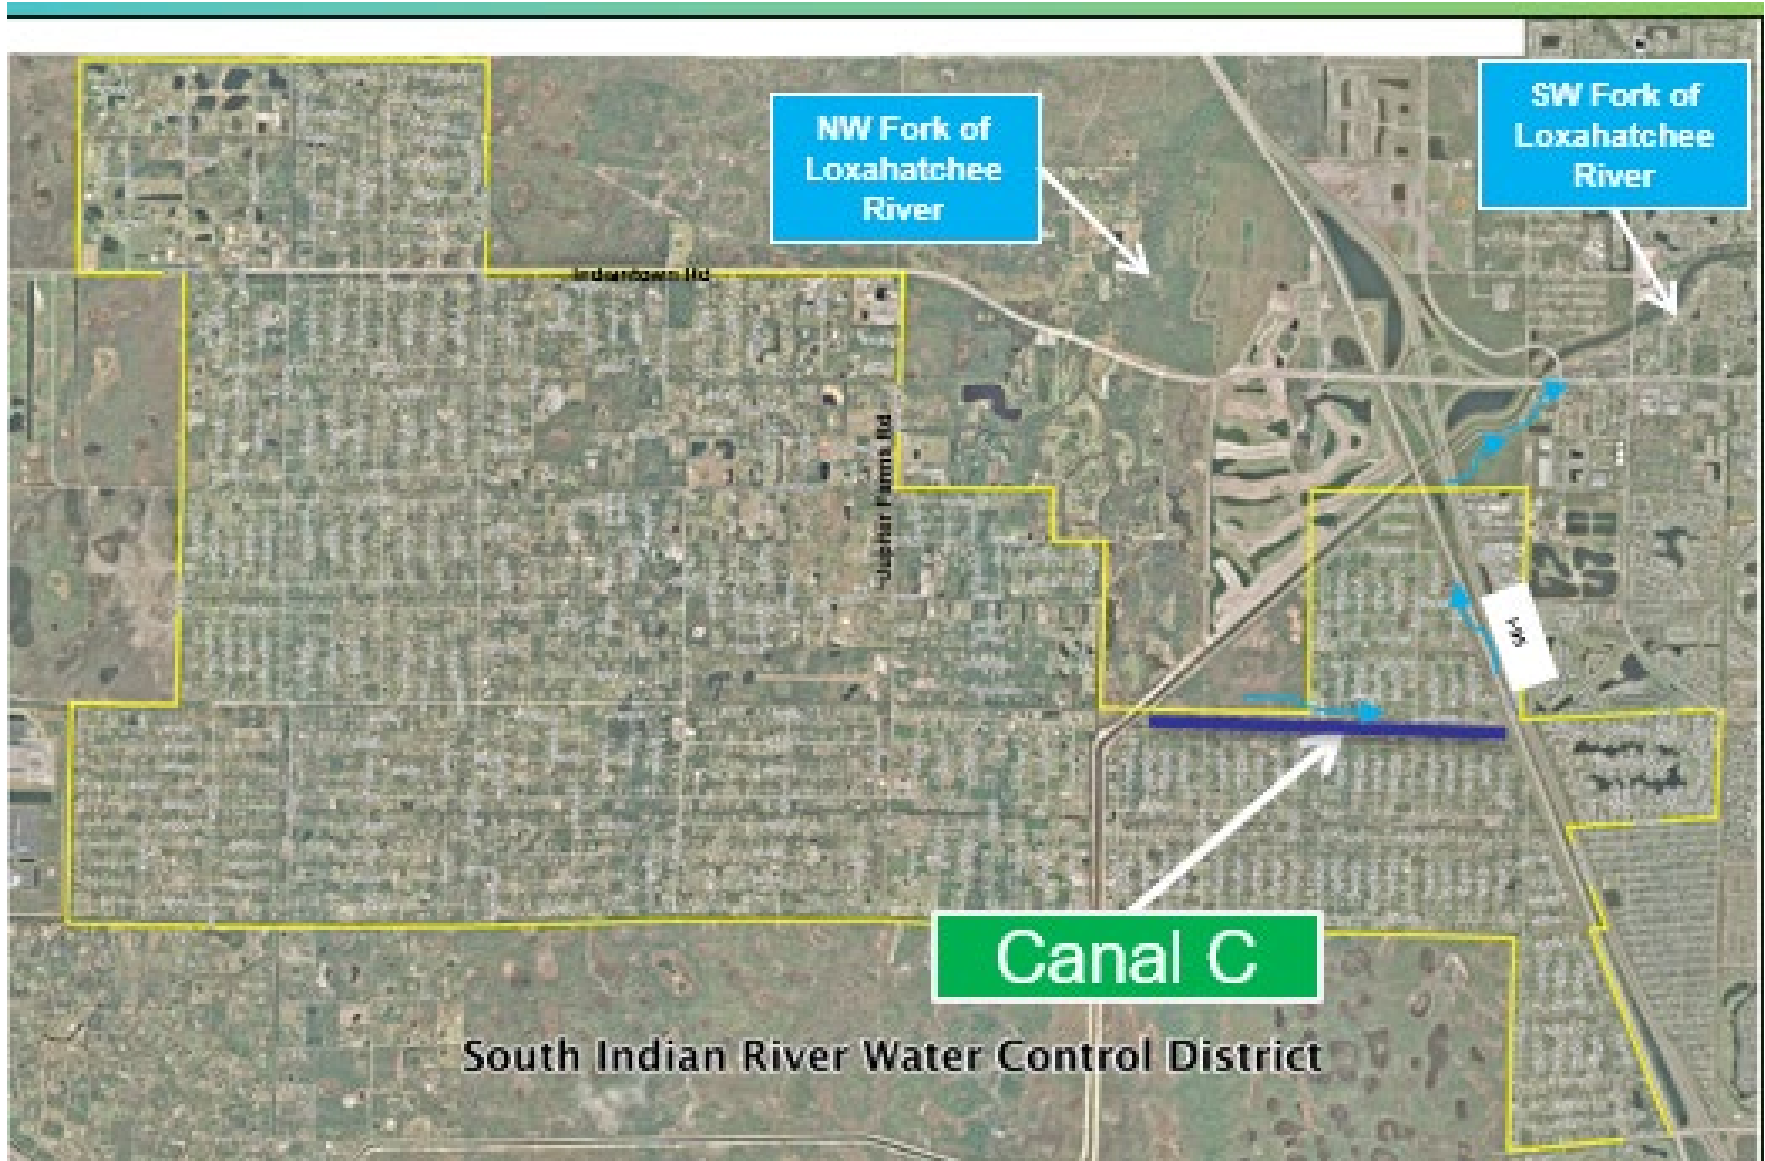 NW Fork of
Loxahatchee
River
SW Fork of
Loxahatchee
River
Indiantown Rd
Jupiter Farms Rd
I-95
Canal C
South Indian River Water Control District